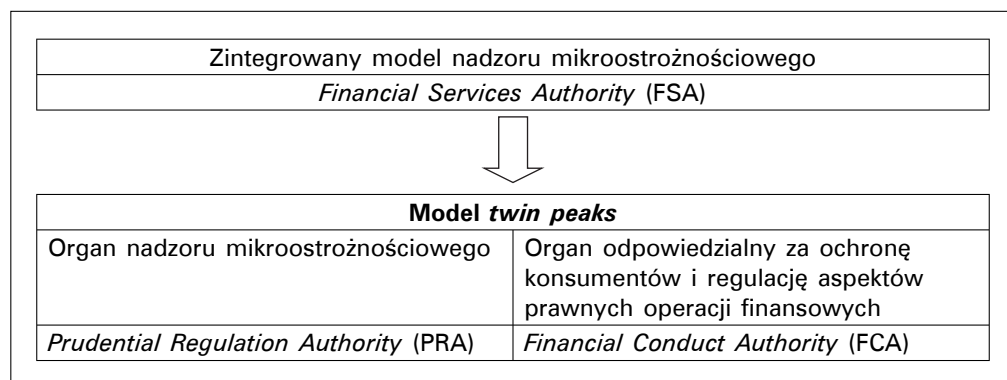 Zintegrowany model nadzoru mikroostrożnościowego
Financial Services Authority (FSA)
Model twin peaks
Organ nadzoru mikroostrożnościowego
Organ odpowiedzialny za ochronę
konsumentów i regulację aspektów
prawnych operacji finansowych
Prudential Regulation Authority (PRA)
Financial Conduct Authority (FCA)